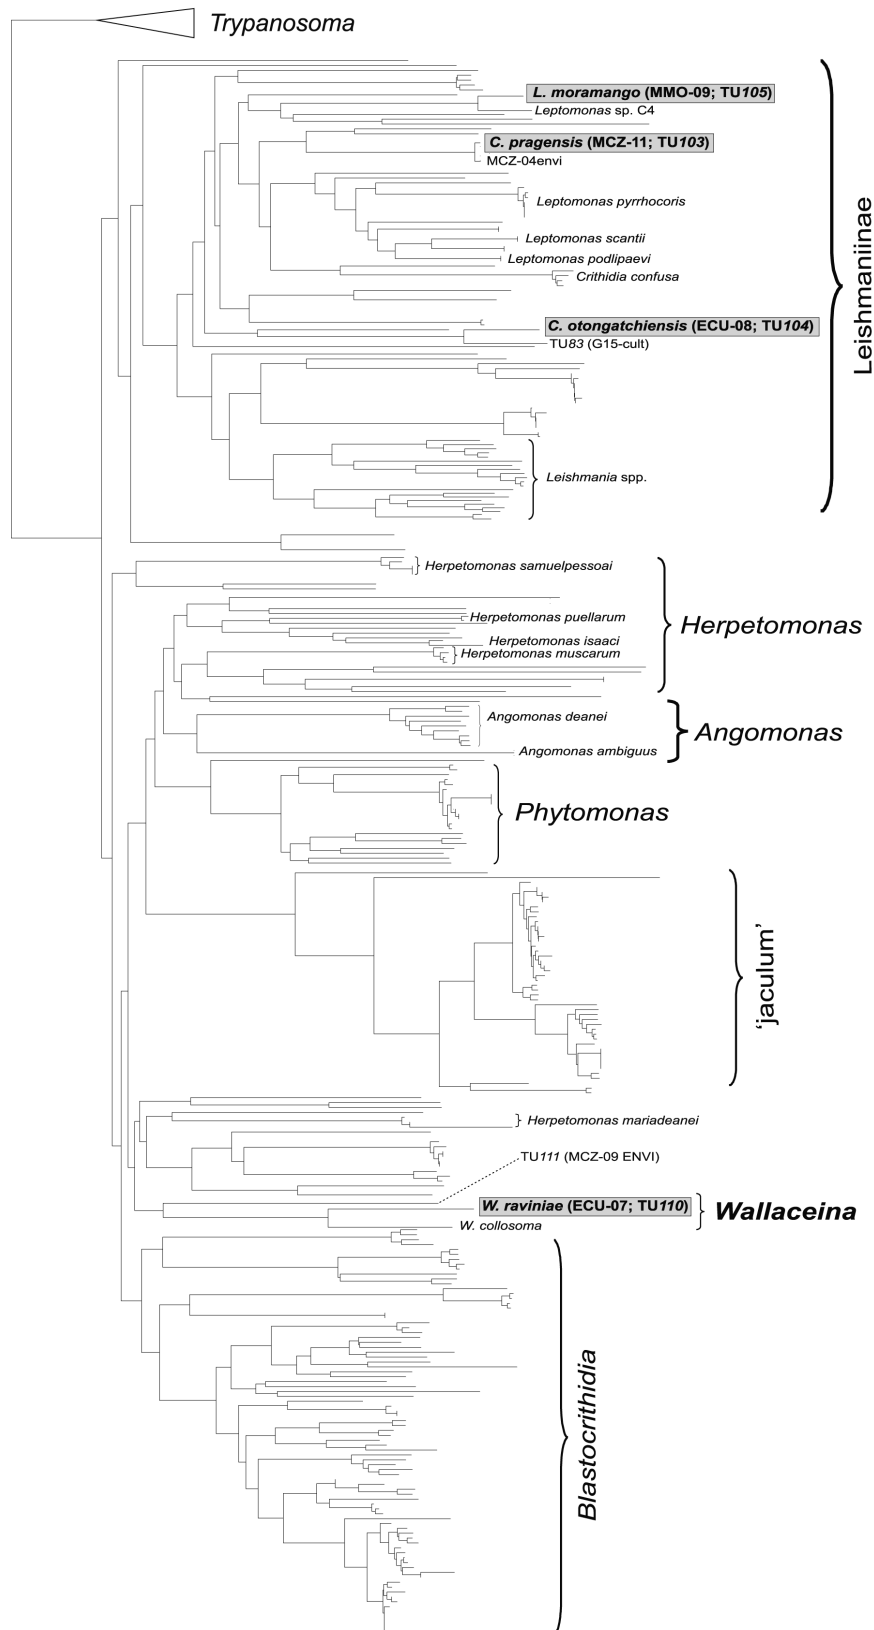 Trypanosoma
L. moramango (MMO-09; TU105)
Leptomonas sp. C4
C. pragensis (MCZ-11; TU103)
MCZ-04envi
Leptomonas pyrrhocoris
Leptomonas scantii
Leptomonas podlipaevi
Crithidia confusa
C. otongatchiensis (ECU-08; TU104)
TU83 (G15-cult)
Leishmaniinae
Leishmania spp.
Herpetomonas samuelpessoai
Herpetomonas puellarum
Herpetomonas isaaci
Herpetomonas muscarum
Herpetomonas
Angomonas deanei
Angomonas ambiguus
Angomonas
Phytomonas
'jaculum'
Herpetomonas mariadeanei
TU111 (MCZ-09 ENVI)
W. raviniae (ECU-07; TU110)
W. collosoma
Wallaceina
Blastocrithidia